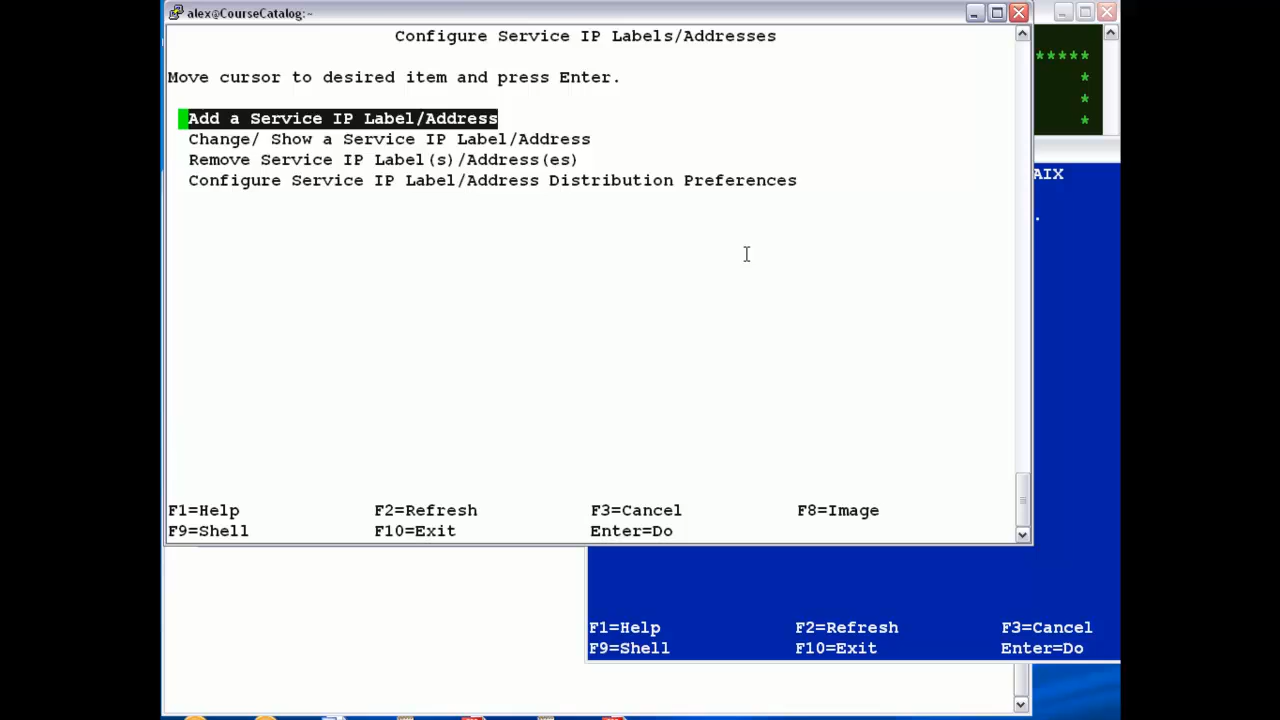 alex@CourseCatalog:~
Configure Service IP Labels/Addresses
Move cursor to desired item and press Enter.
Add a Service IP Label/Address
Change/ Show a Service IP Label/Address
Remove Service IP Label(s)/Address(es)
Configure Service IP Label/Address Distribution Preferences
F1=Help F2=Refresh F3=Cancel F8=Image
F9=Shell F10=Exit Enter=Do
*****
*
*
*
AIX
.
F1=Help F2=Refresh F3=Cancel
F9=Shell F10=Exit Enter=Do